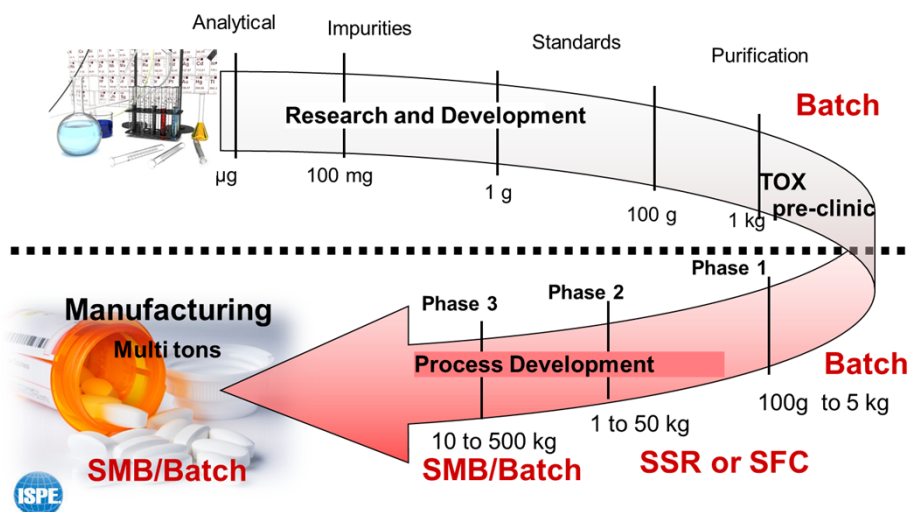 Analytical
Impurities
Standards
Purification
Batch
Research and Development
µg
100 mg
1 g
100 g
1 kg
TOX
pre-clinic
Phase 1
Phase 2
Phase 3
Manufacturing
Multi tons
Process Development
Batch
100g to 5 kg
1 to 50 kg
10 to 500 kg
SSR or SFC
SMB/Batch
SMB/Batch
ISPE.